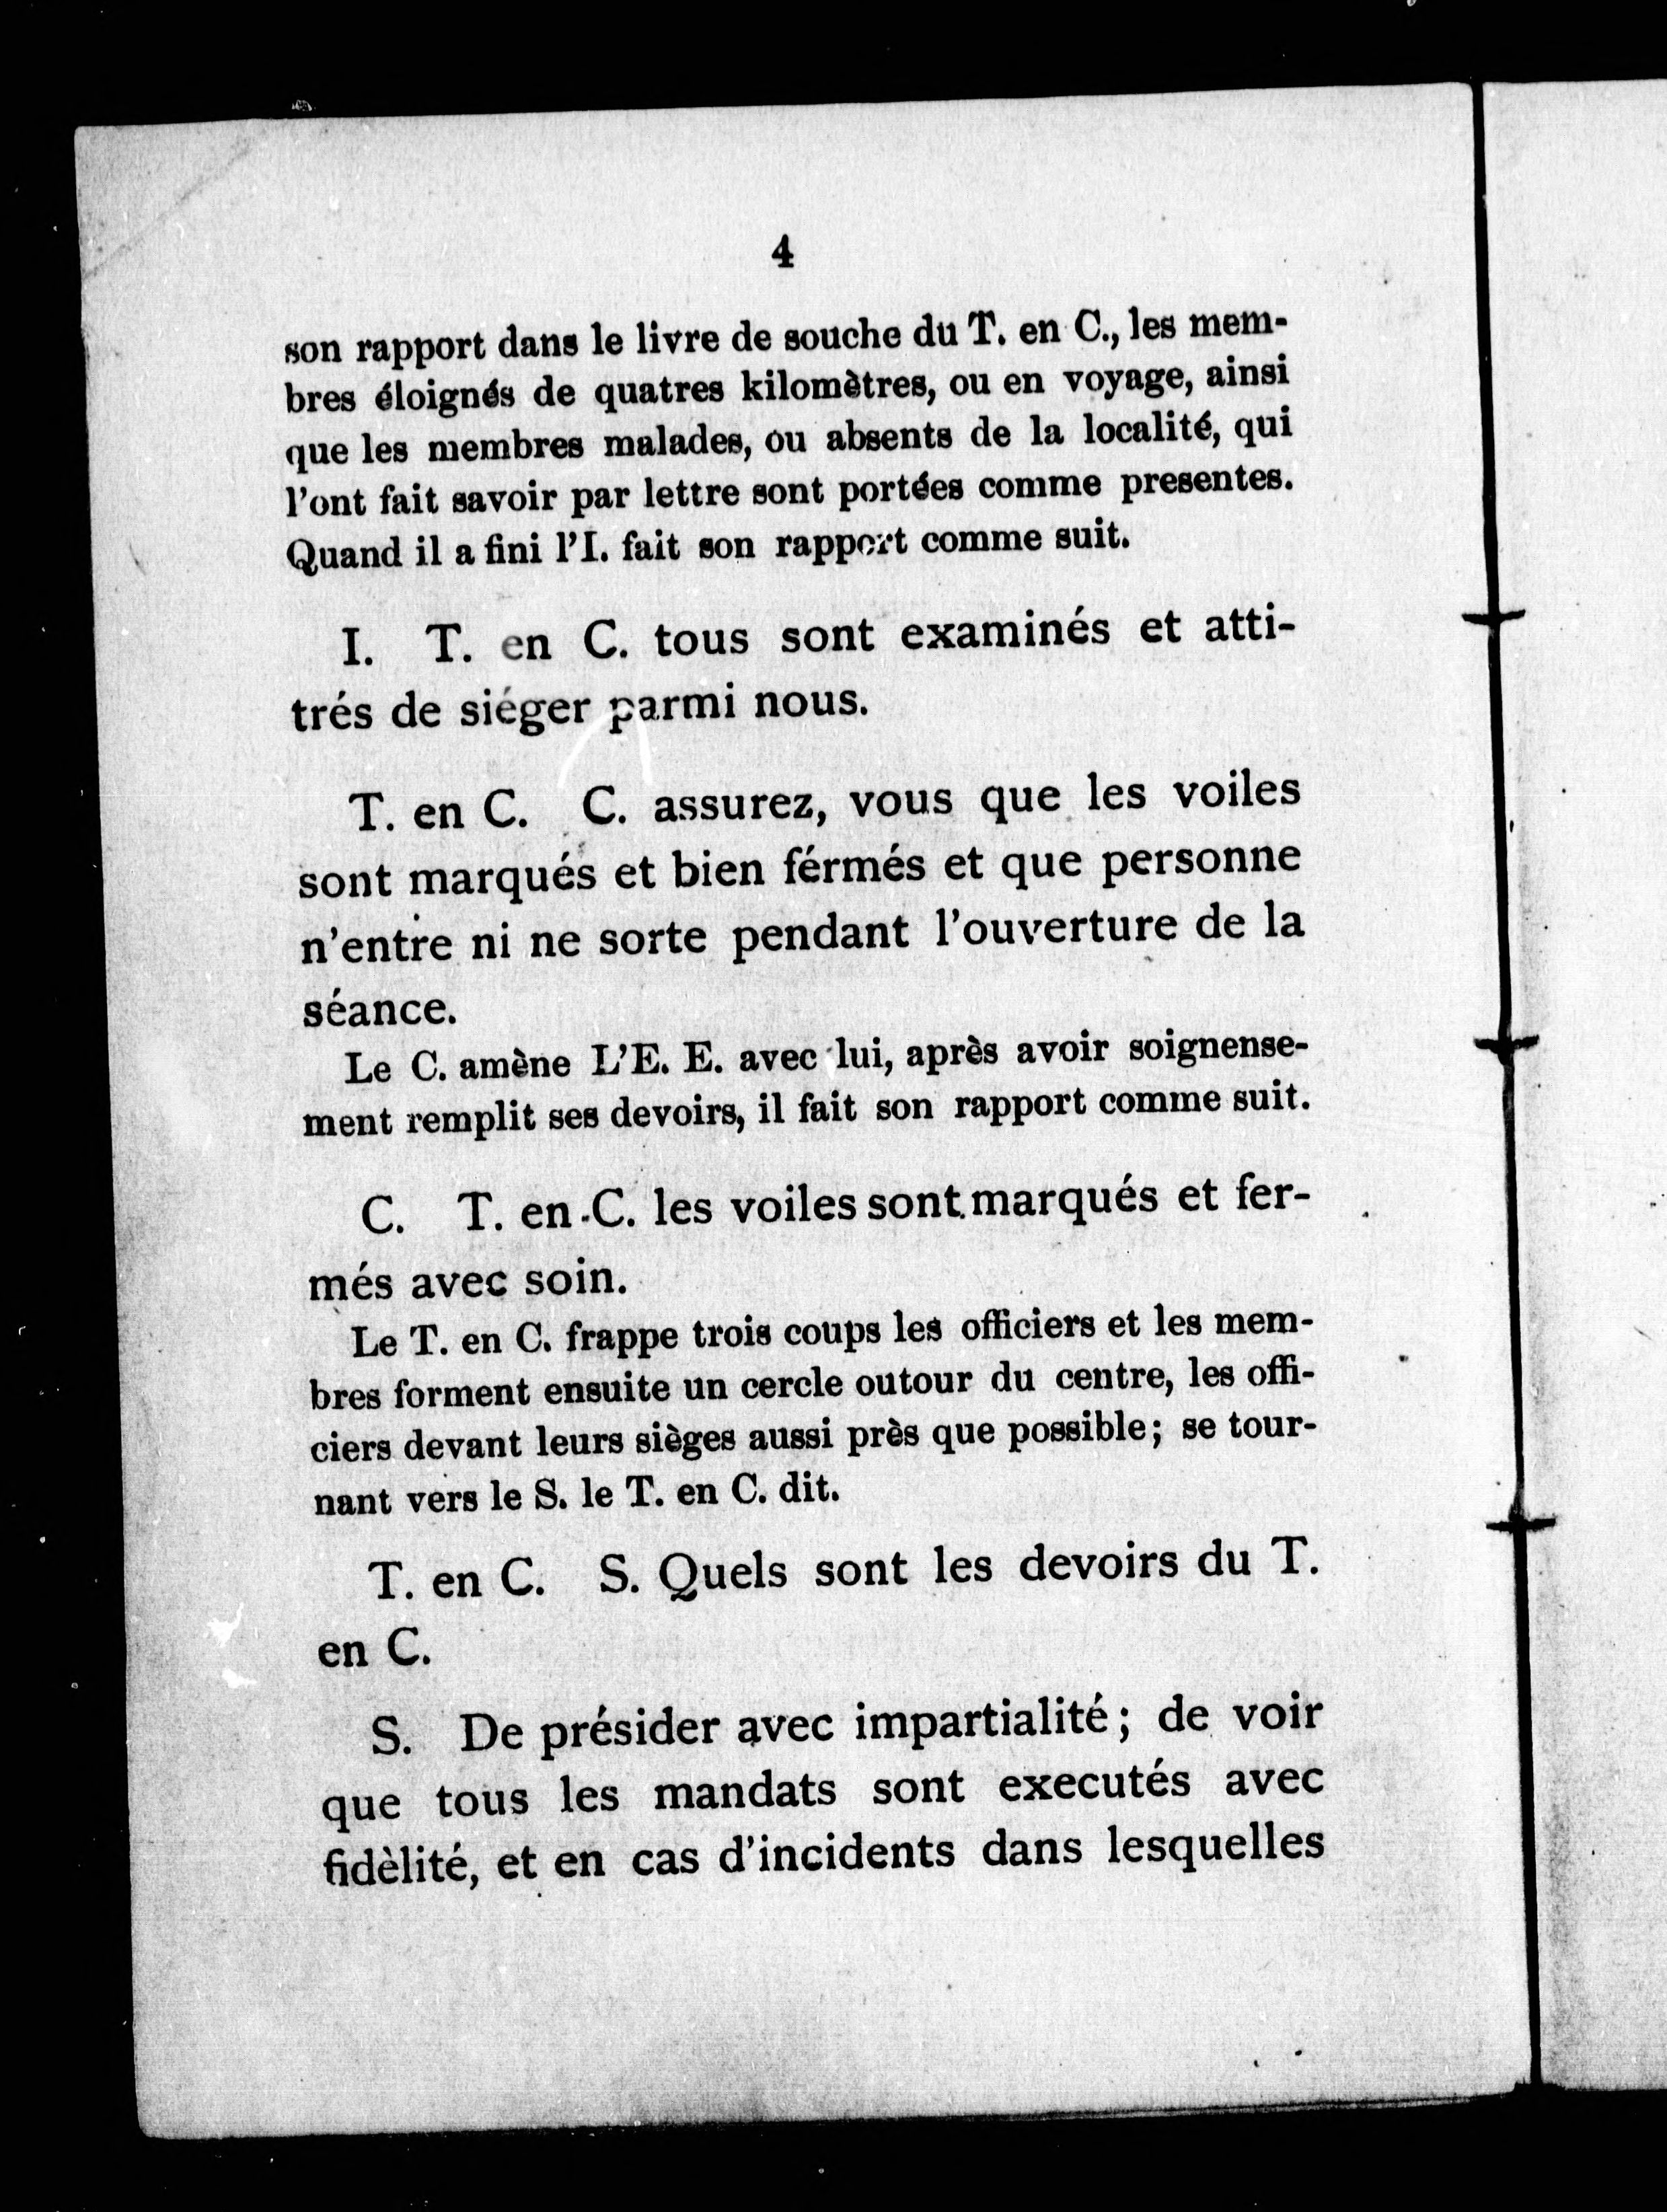 4
son rapport dans le livre de souche du T. en C., les mem-
bres éloignés de quatres kilomètres, ou en voyage, ainsi
que les membres malades, ou absents de la localité, qui
l'ont fait savoir par lettre sont portées comme presentes.
Quand il a fini l'I. fait son rapport comme suit.
I. T. en C. tous sont examinés et atti-
trés de siéger parmi nous.
T. en C. C. assurez, vous que les voiles
sont marqués et bien férmés et que personne
n'entre ni ne sorte pendant l'ouverture de la
séance.
Le C. amène L'E. E. avec lui, après avoir soignense-
ment remplit ses devoirs, il fait son rapport comme suit.
C. T. en C. les voiles sont marqués et fer-
més avec soin.
Le T. en C. frappe trois coups les officiers et les mem-
bres forment ensuite un cercle outour du centre, les offi-
ciers devant leurs sièges aussi près que possible; se tour-
nant vers le S. le T. en C. dit.
T. en C. S. Quels sont les devoirs du T.
en C.
S. De présider avec impartialité; de voir
que tous les mandats sont executés avec
fidèlité, et en cas d'incidents dans lesquelles